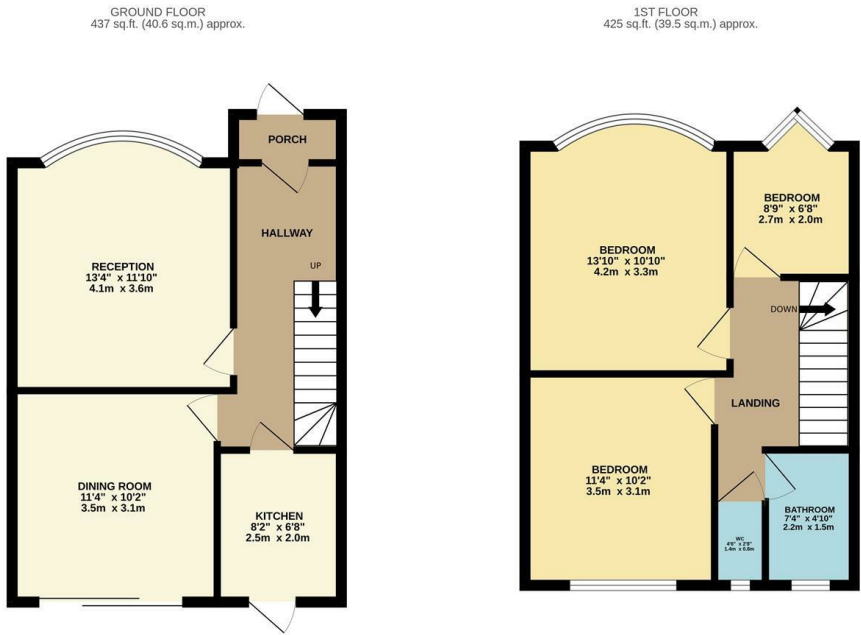 GROUND FLOOR
437 sq.ft. (40.6 sq.m.) approx.
PORCH
HALLWAY
UP
RECEPTION
13'4" x 11'10"
4.1m x 3.6m
DINING ROOM
11'4" x 10'2"
3.5m x 3.1m
KITCHEN
8'2" x 6'8"
2.5m x 2.0m
1ST FLOOR
425 sq.ft. (39.5 sq.m.) approx.
BEDROOM
8'9" x 6'8"
2.7m x 2.0m
BEDROOM
13'10" x 10'10"
4.2m x 3.3m
DOWN
LANDING
BEDROOM
11'4" x 10'2"
3.5m x 3.1m
BATHROOM
7'4" x 4'10"
2.2m x 1.5m
WC